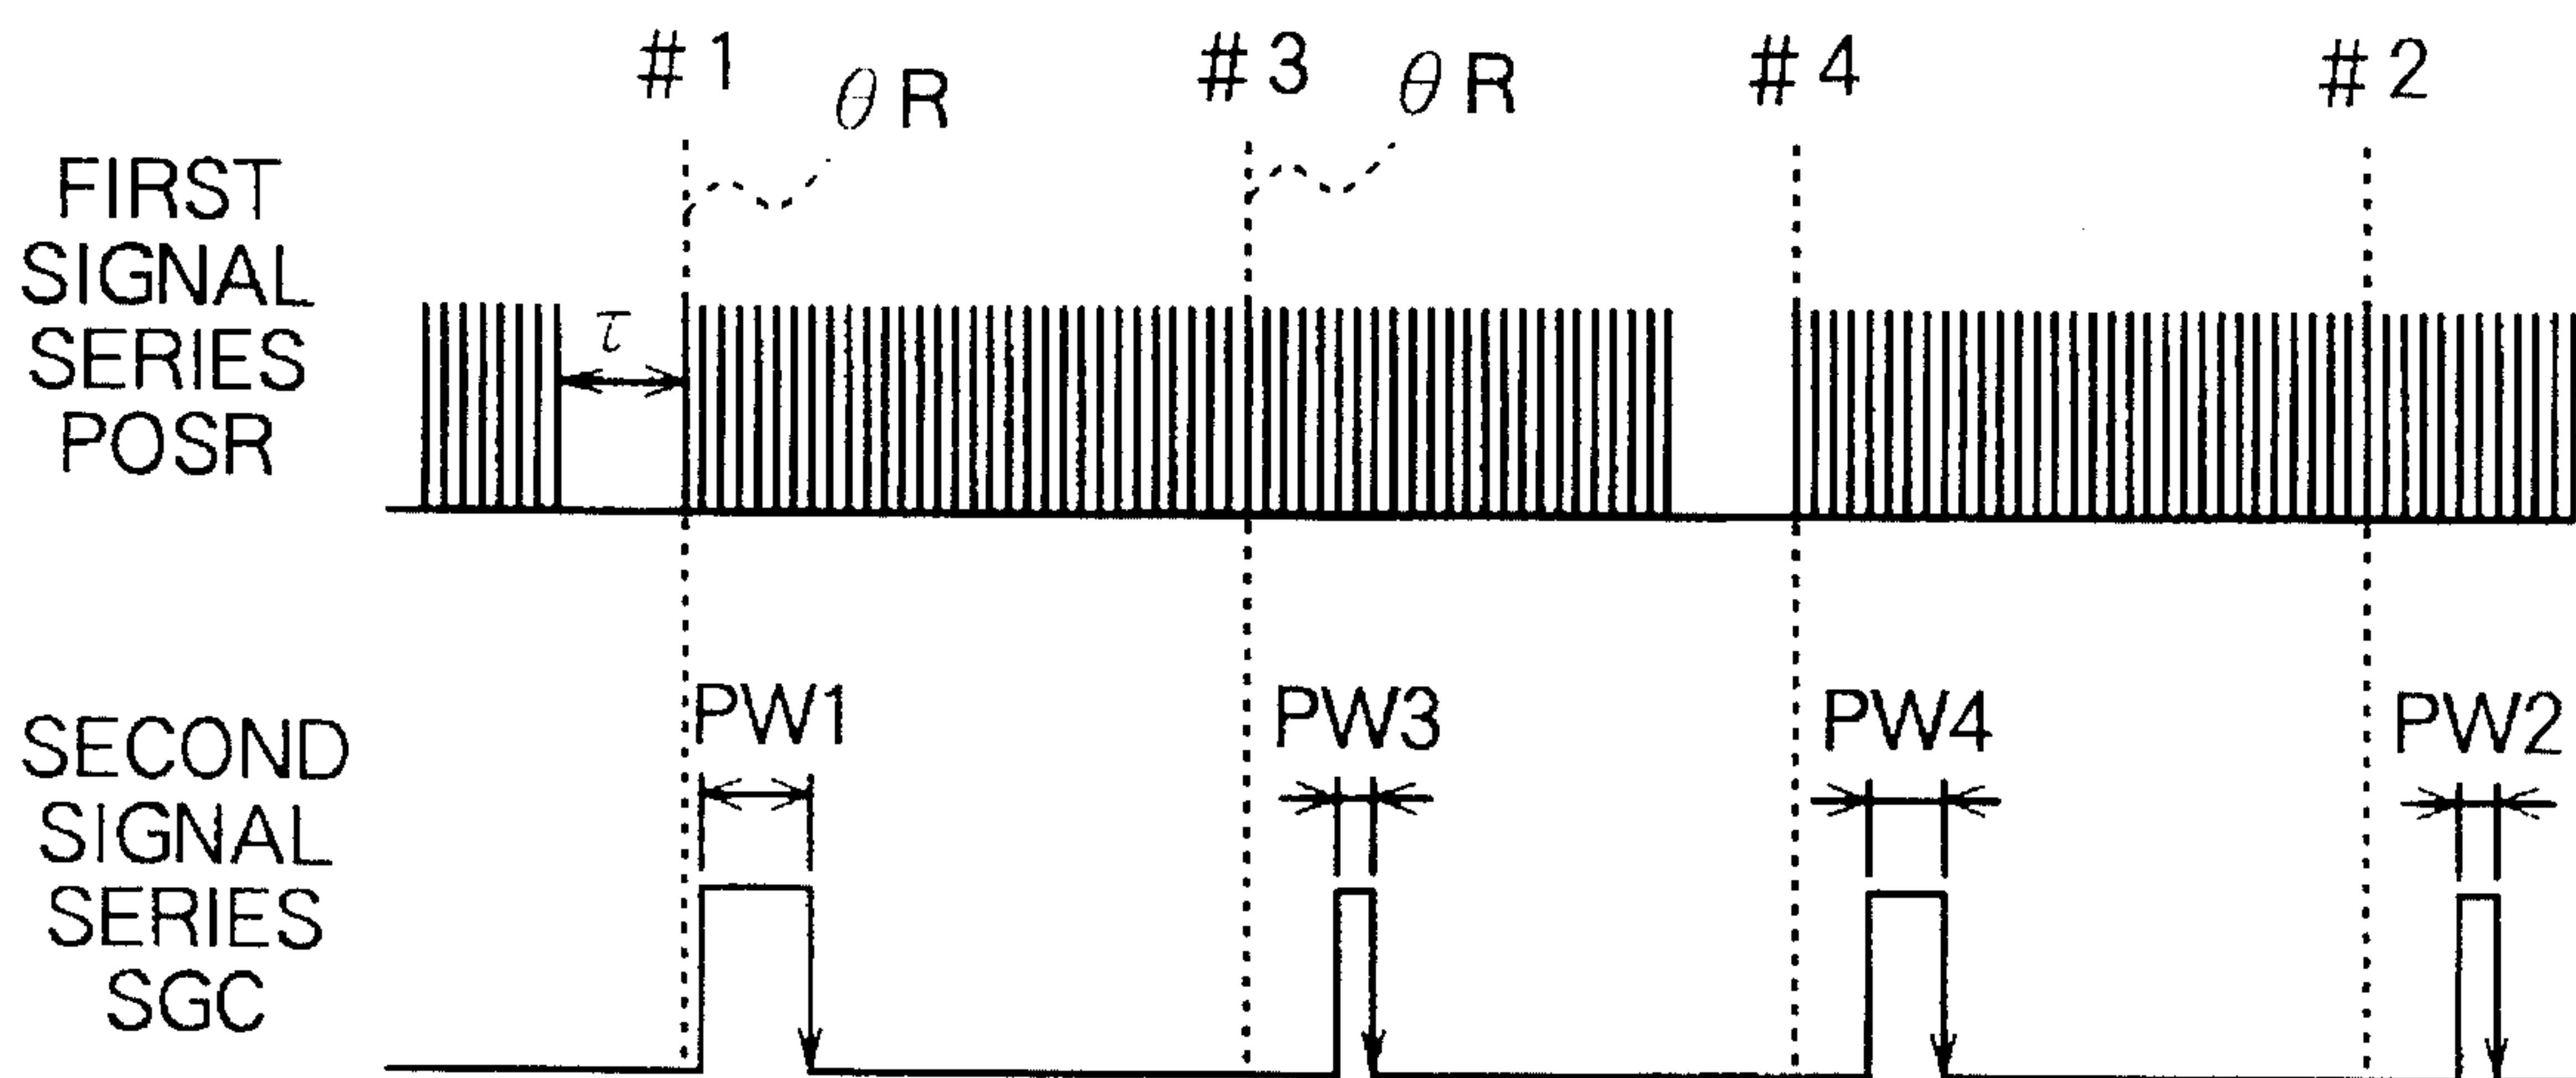 #1
θR
#3
θR
#4
#2
FIRST
SIGNAL
SERIES
POSR
τ
SECOND
SIGNAL
SERIES
SGC
PW1
PW3
PW4
PW2